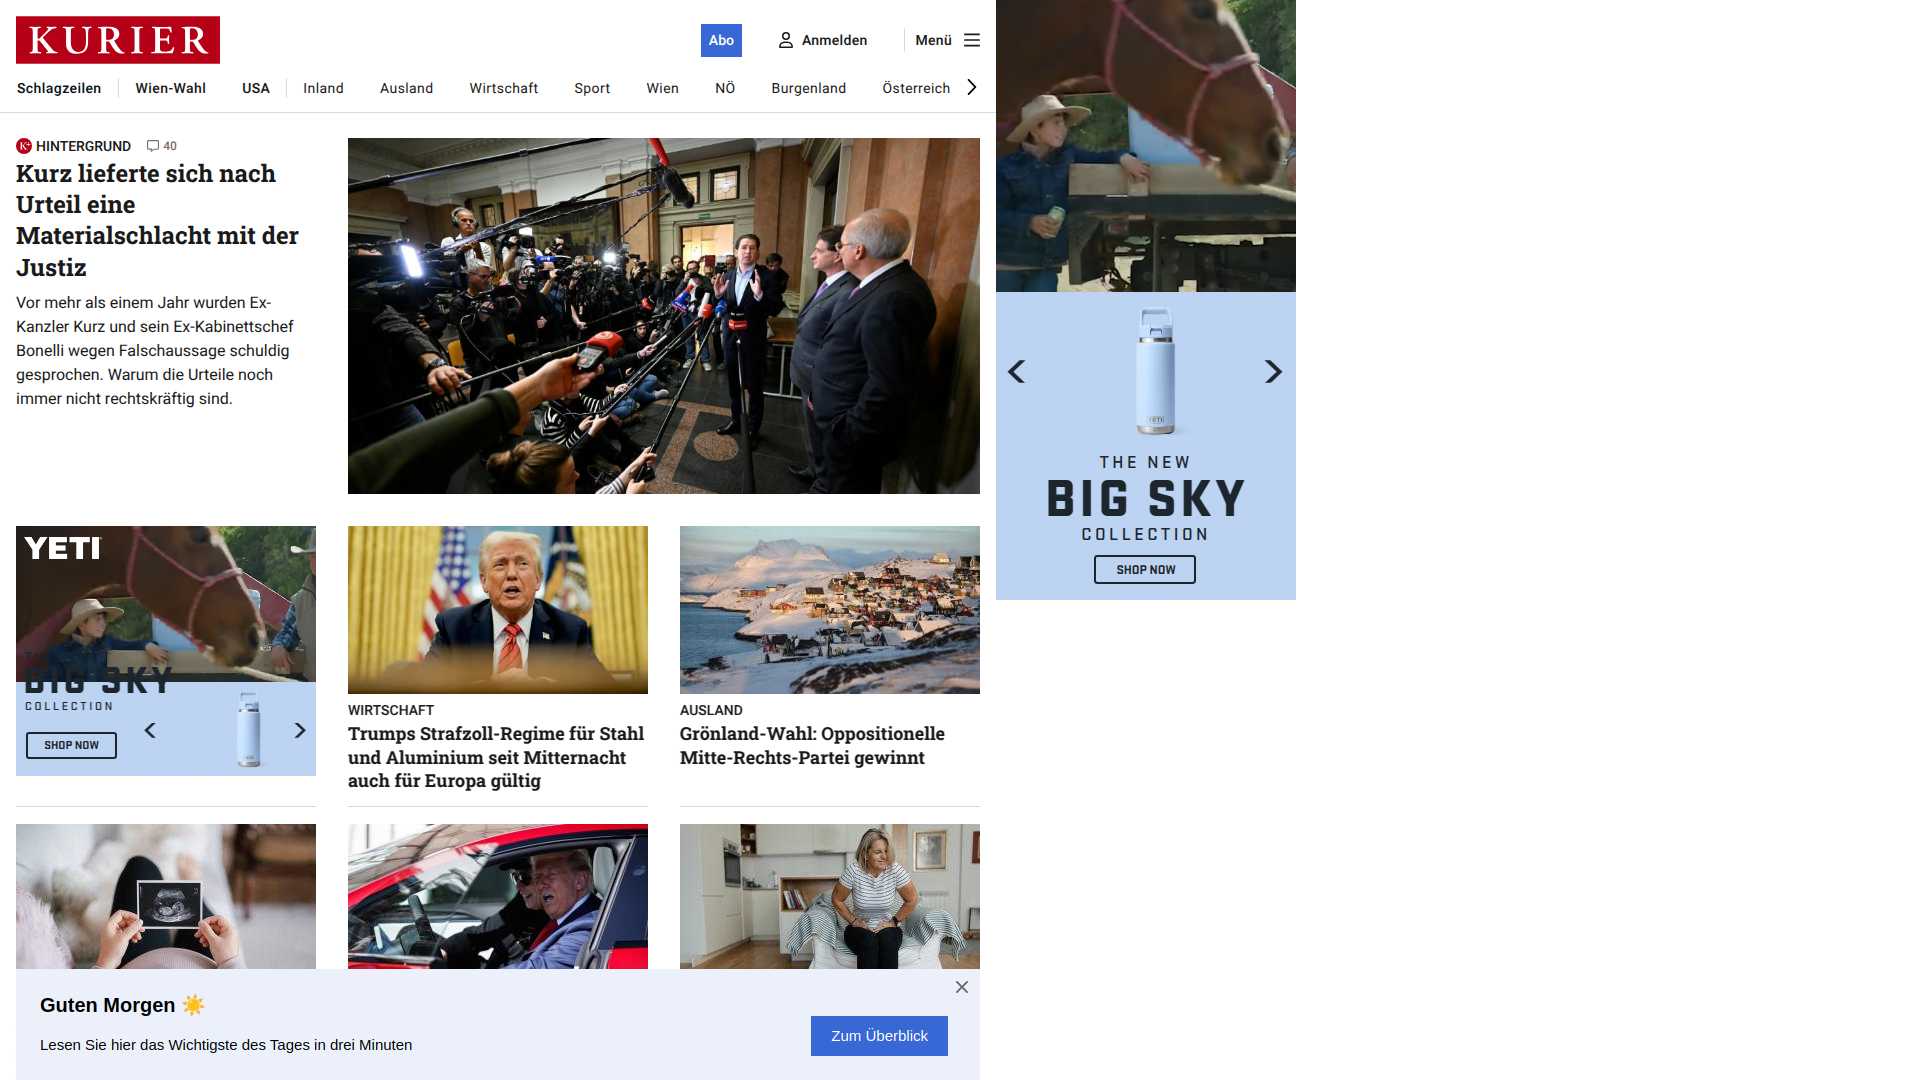 KURIER
Abo
Anmelden
Menü
Schlagzeilen
Wien-Wahl
USA
Inland
Ausland
Wirtschaft
Sport
Wien
NÖ
Burgenland
Österreich
HINTERGRUND
40
Kurz lieferte sich nach
Urteil eine
Materialschlacht mit der
Justiz
Vor mehr als einem Jahr wurden Ex-
Kanzler Kurz und sein Ex-Kabinettschef
Bonelli wegen Falschaussage schuldig
gesprochen. Warum die Urteile noch
immer nicht rechtskräftig sind.
YETI
THE NEW
BIG SKY
COLLECTION
SHOP NOW
YETI
BIG SKY
COLLECTION
SHOP NOW
WIRTSCHAFT
Trumps Strafzoll-Regime für Stahl
und Aluminium seit Mitternacht
auch für Europa gültig
AUSLAND
Grönland-Wahl: Oppositionelle
Mitte-Rechts-Partei gewinnt
Guten Morgen ☀️
Lesen Sie hier das Wichtigste des Tages in drei Minuten
Zum Überblick